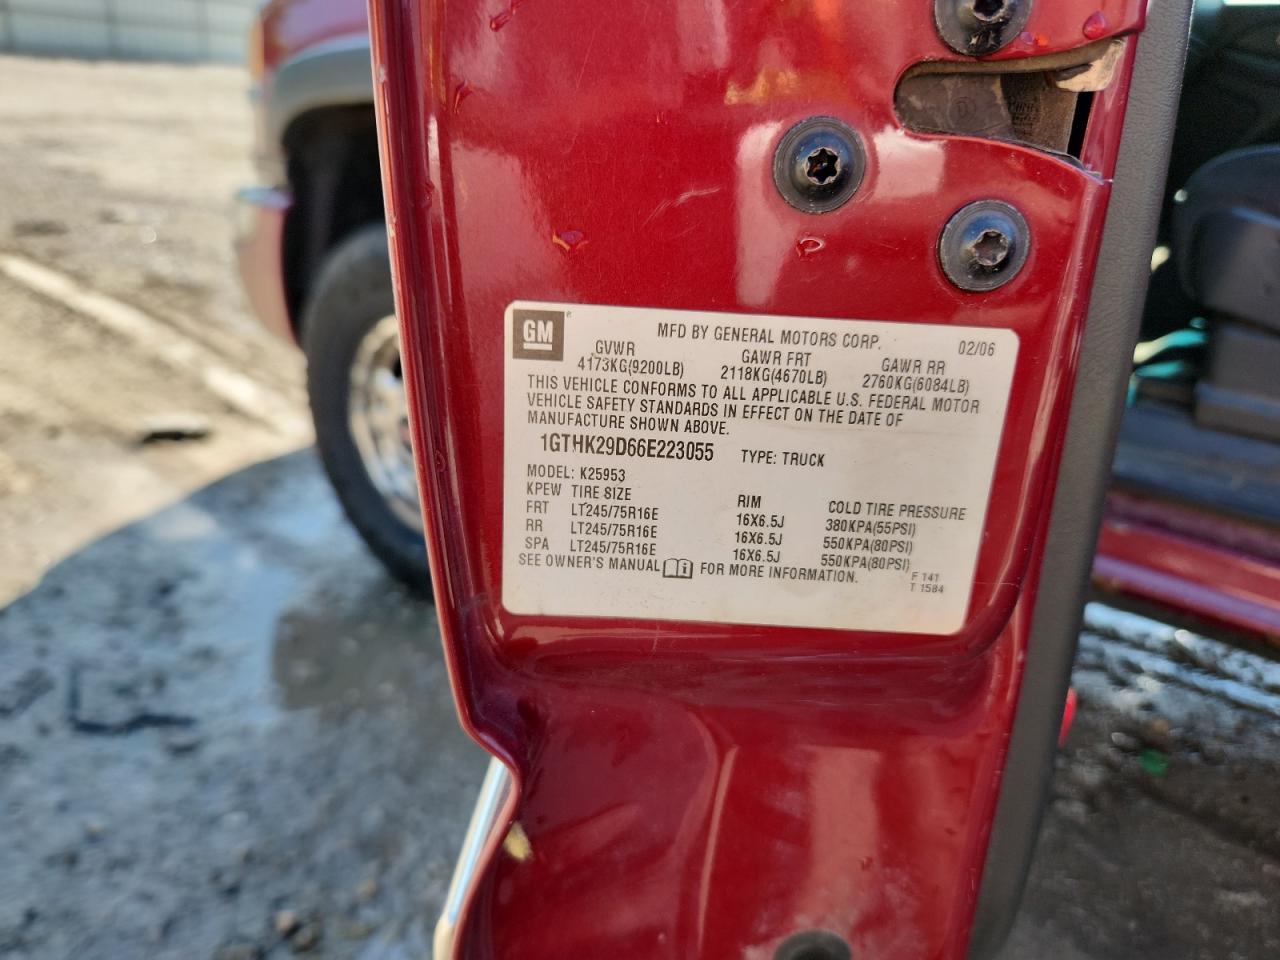 GM® MFD BY GENERAL MOTORS CORP. 02/06
GVWR GAWR FRT GAWR RR
4173KG(9200LB) 2118KG(4670LB) 2760KG(6084LB)
THIS VEHICLE CONFORMS TO ALL APPLICABLE U.S. FEDERAL MOTOR
VEHICLE SAFETY STANDARDS IN EFFECT ON THE DATE OF
MANUFACTURE SHOWN ABOVE.
1GTHK29D66E223055 TYPE: TRUCK
MODEL: K25953
KPEW TIRE SIZE RIM COLD TIRE PRESSURE
FRT LT245/75R16E 16X6.5J 380KPA(55PSI)
RR LT245/75R16E 16X6.5J 550KPA(80PSI)
SPA LT245/75R16E 16X6.5J 550KPA(80PSI)
SEE OWNER'S MANUAL FOR MORE INFORMATION.
F 141
T 1584